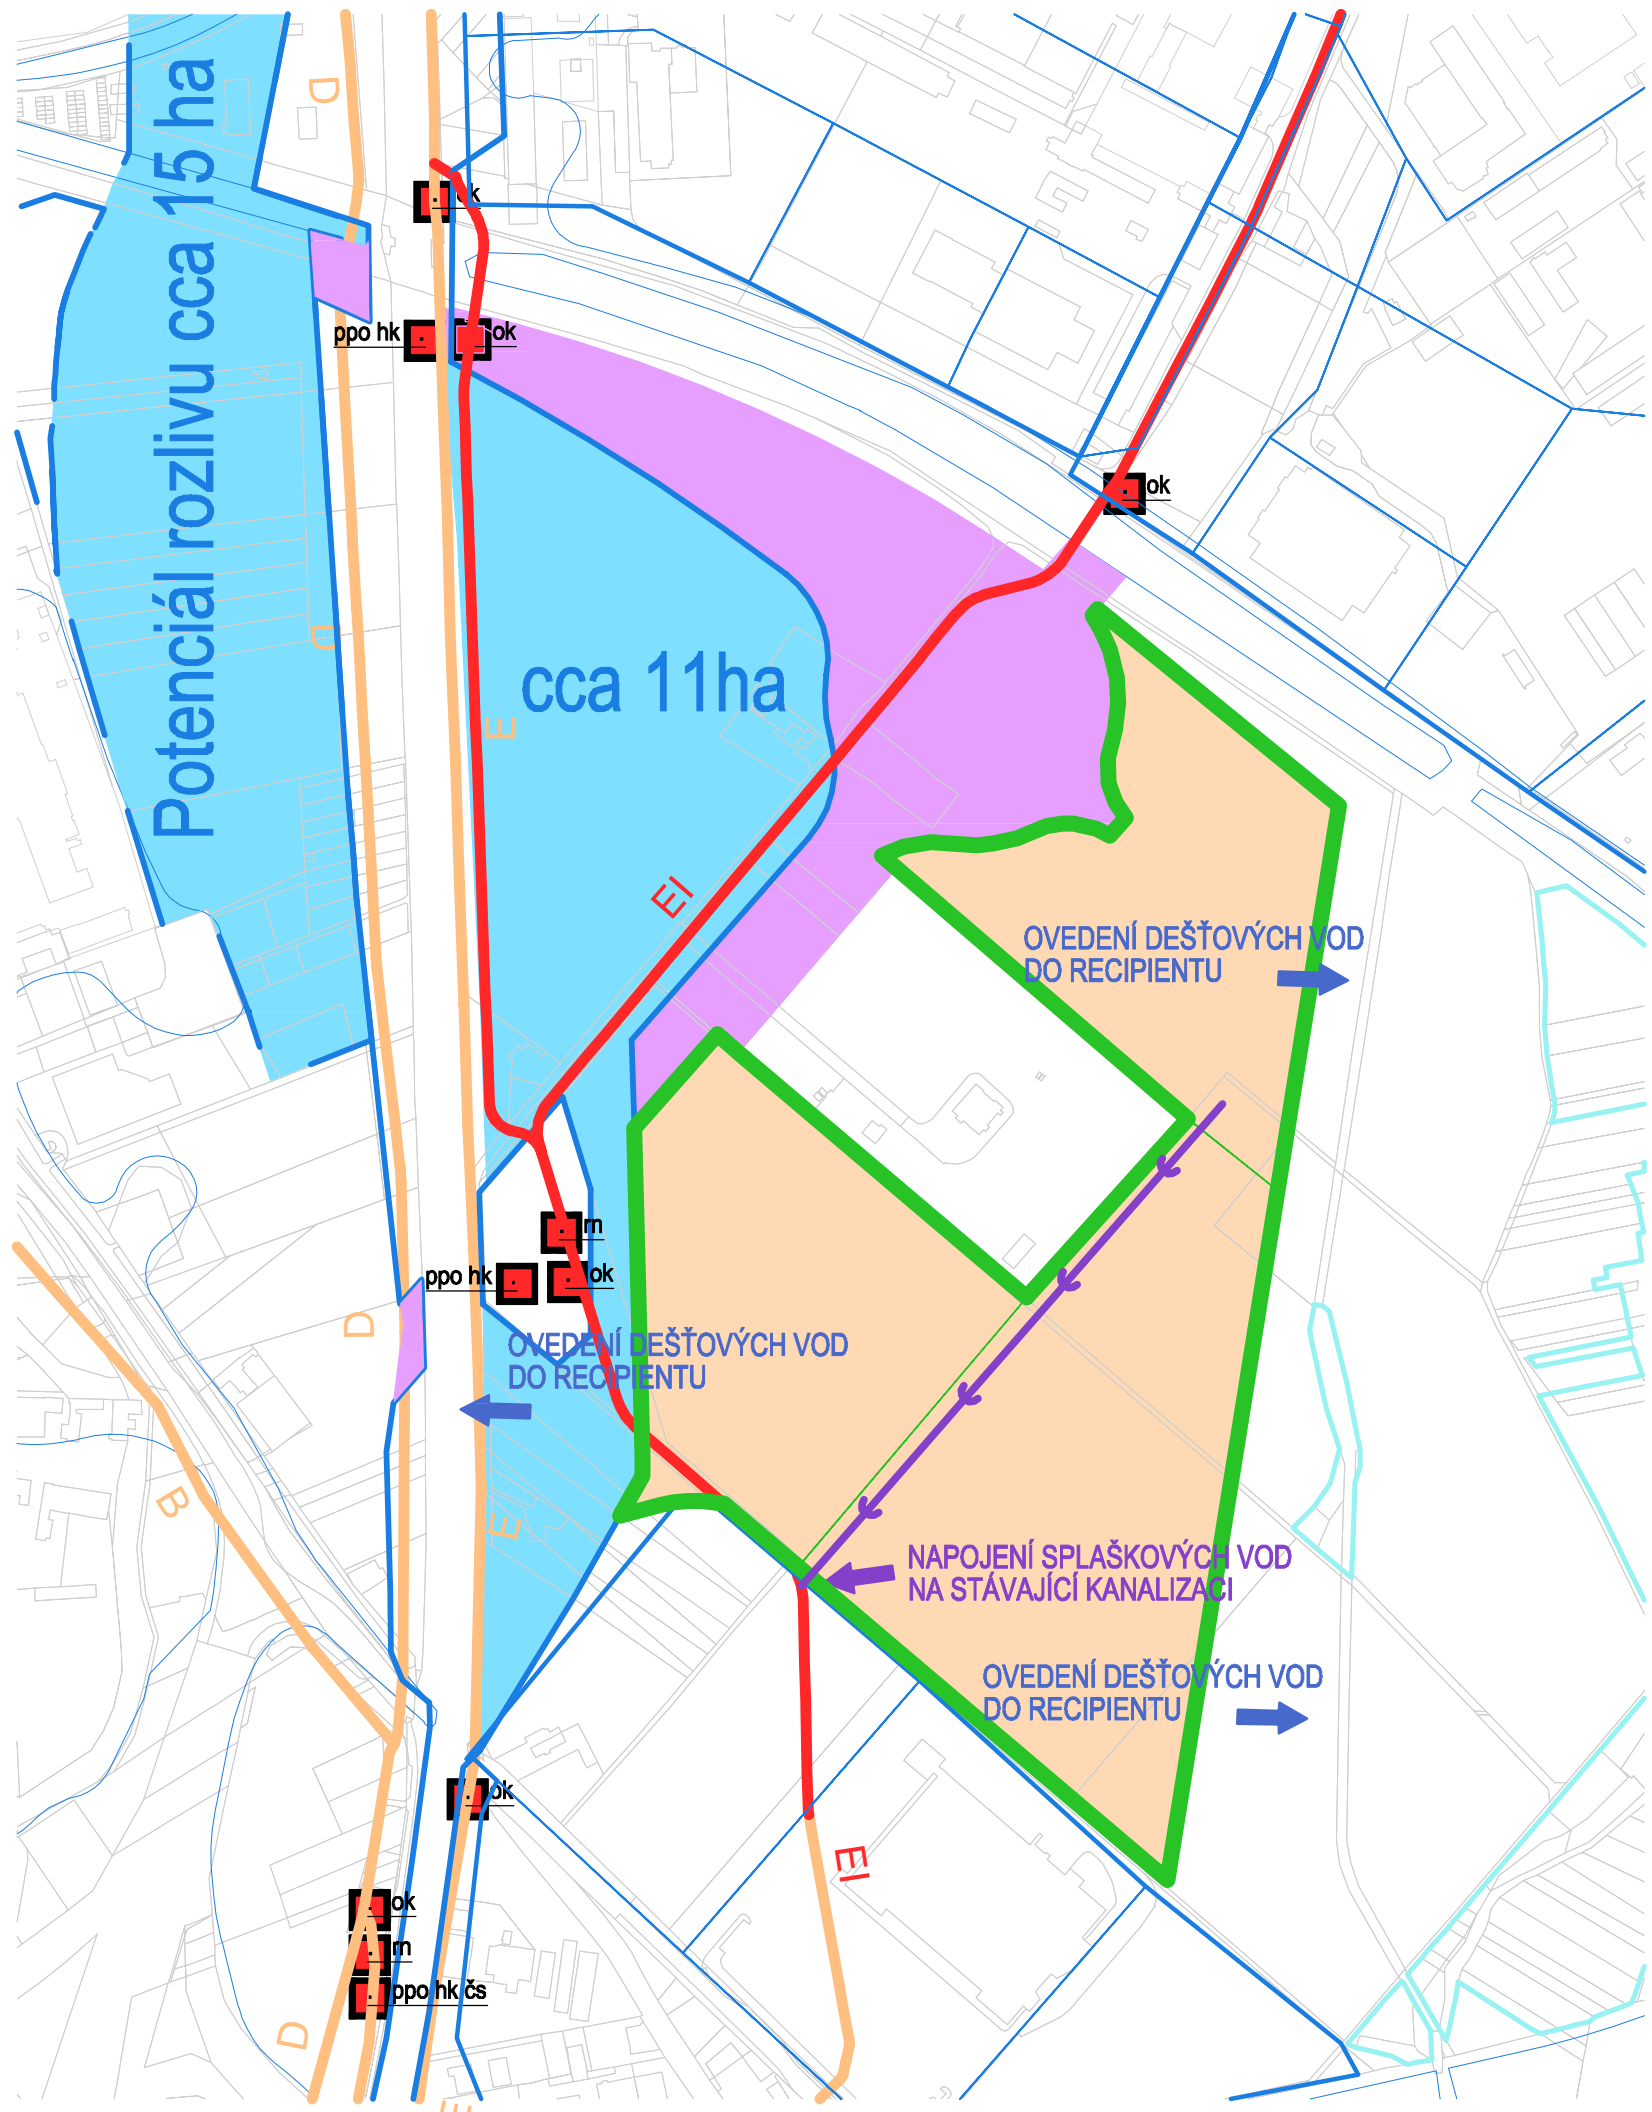 D
Potenciál rozlivu cca 15 ha
ok
ppo hk
ok
ok
D
cca 11ha
E
EI
OVEDENÍ DEŠŤOVÝCH VOD
DO RECIPIENTU
rn
ppo hk
ok
D
OVEDENÍ DEŠŤOVÝCH VOD
DO RECIPIENTU
B
E
NAPOJENÍ SPLAŠKOVÝCH VOD
NA STÁVAJÍCÍ KANALIZACI
OVEDENÍ DEŠŤOVÝCH VOD
DO RECIPIENTU
ok
EI
ok
rn
ppo hk čs
D
E